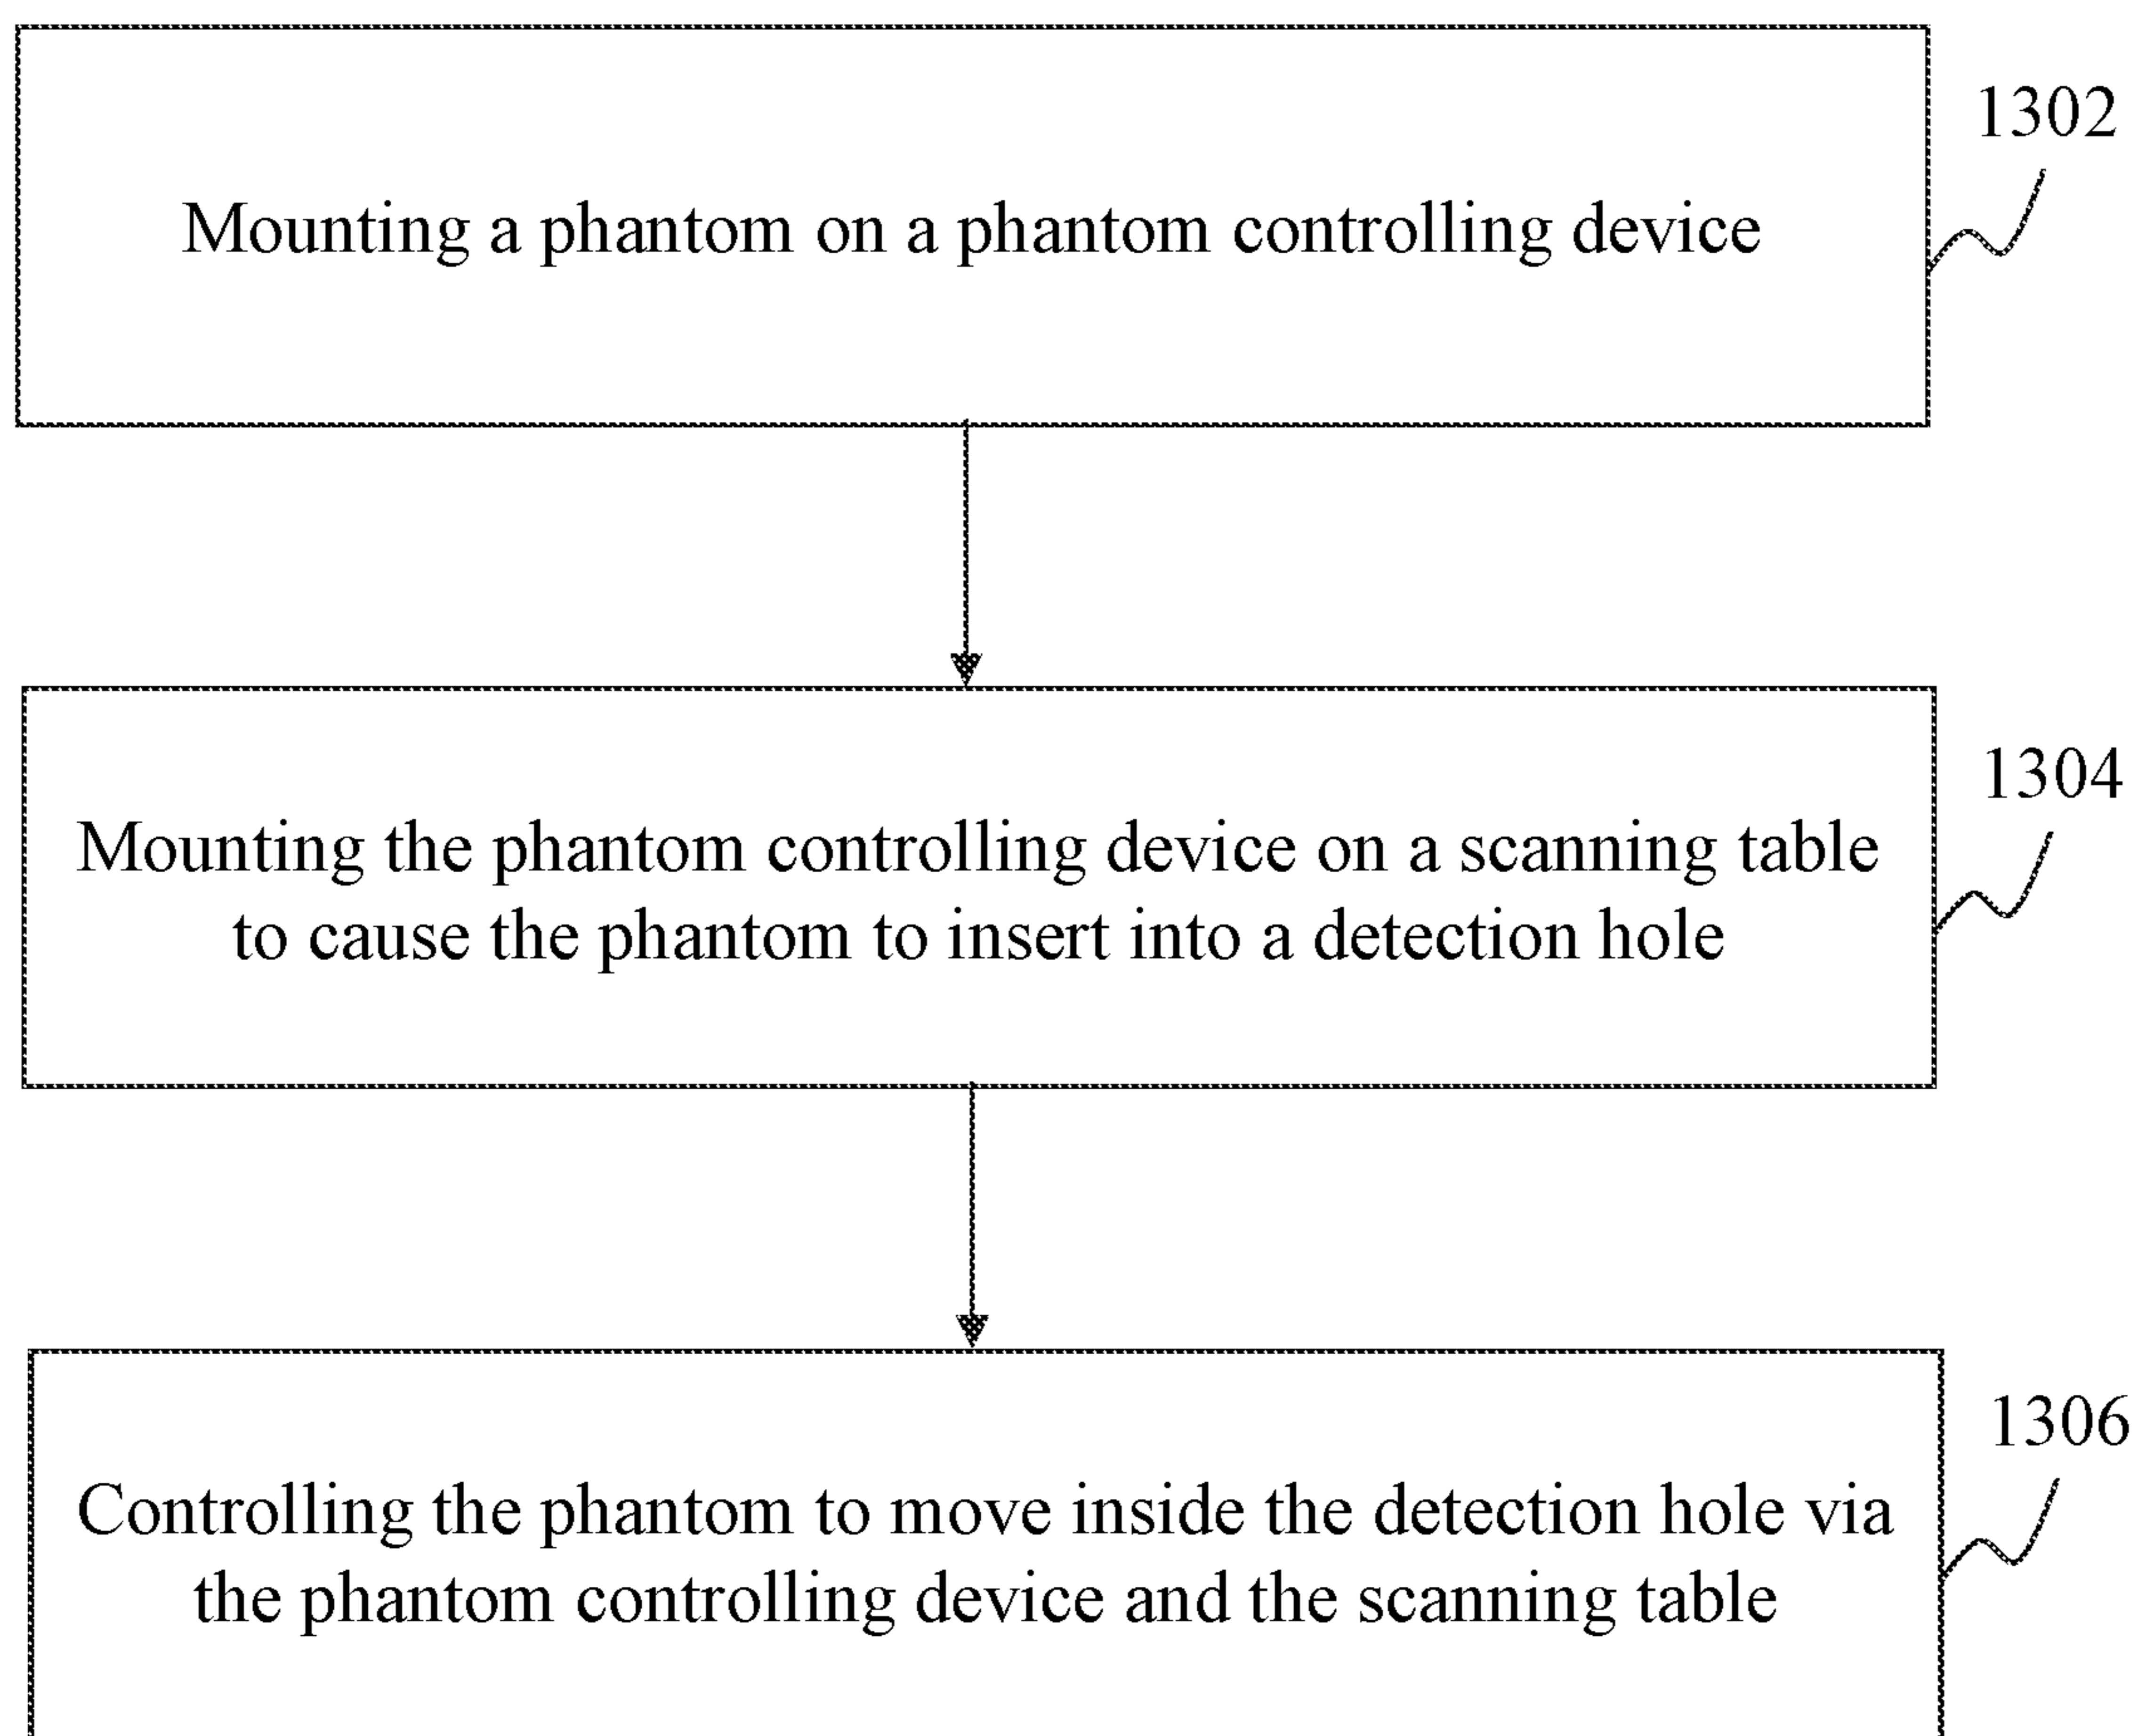 1302
Mounting a phantom on a phantom controlling device
1304
Mounting the phantom controlling device on a scanning table
to cause the phantom to insert into a detection hole
1306
Controlling the phantom to move inside the detection hole via
the phantom controlling device and the scanning table